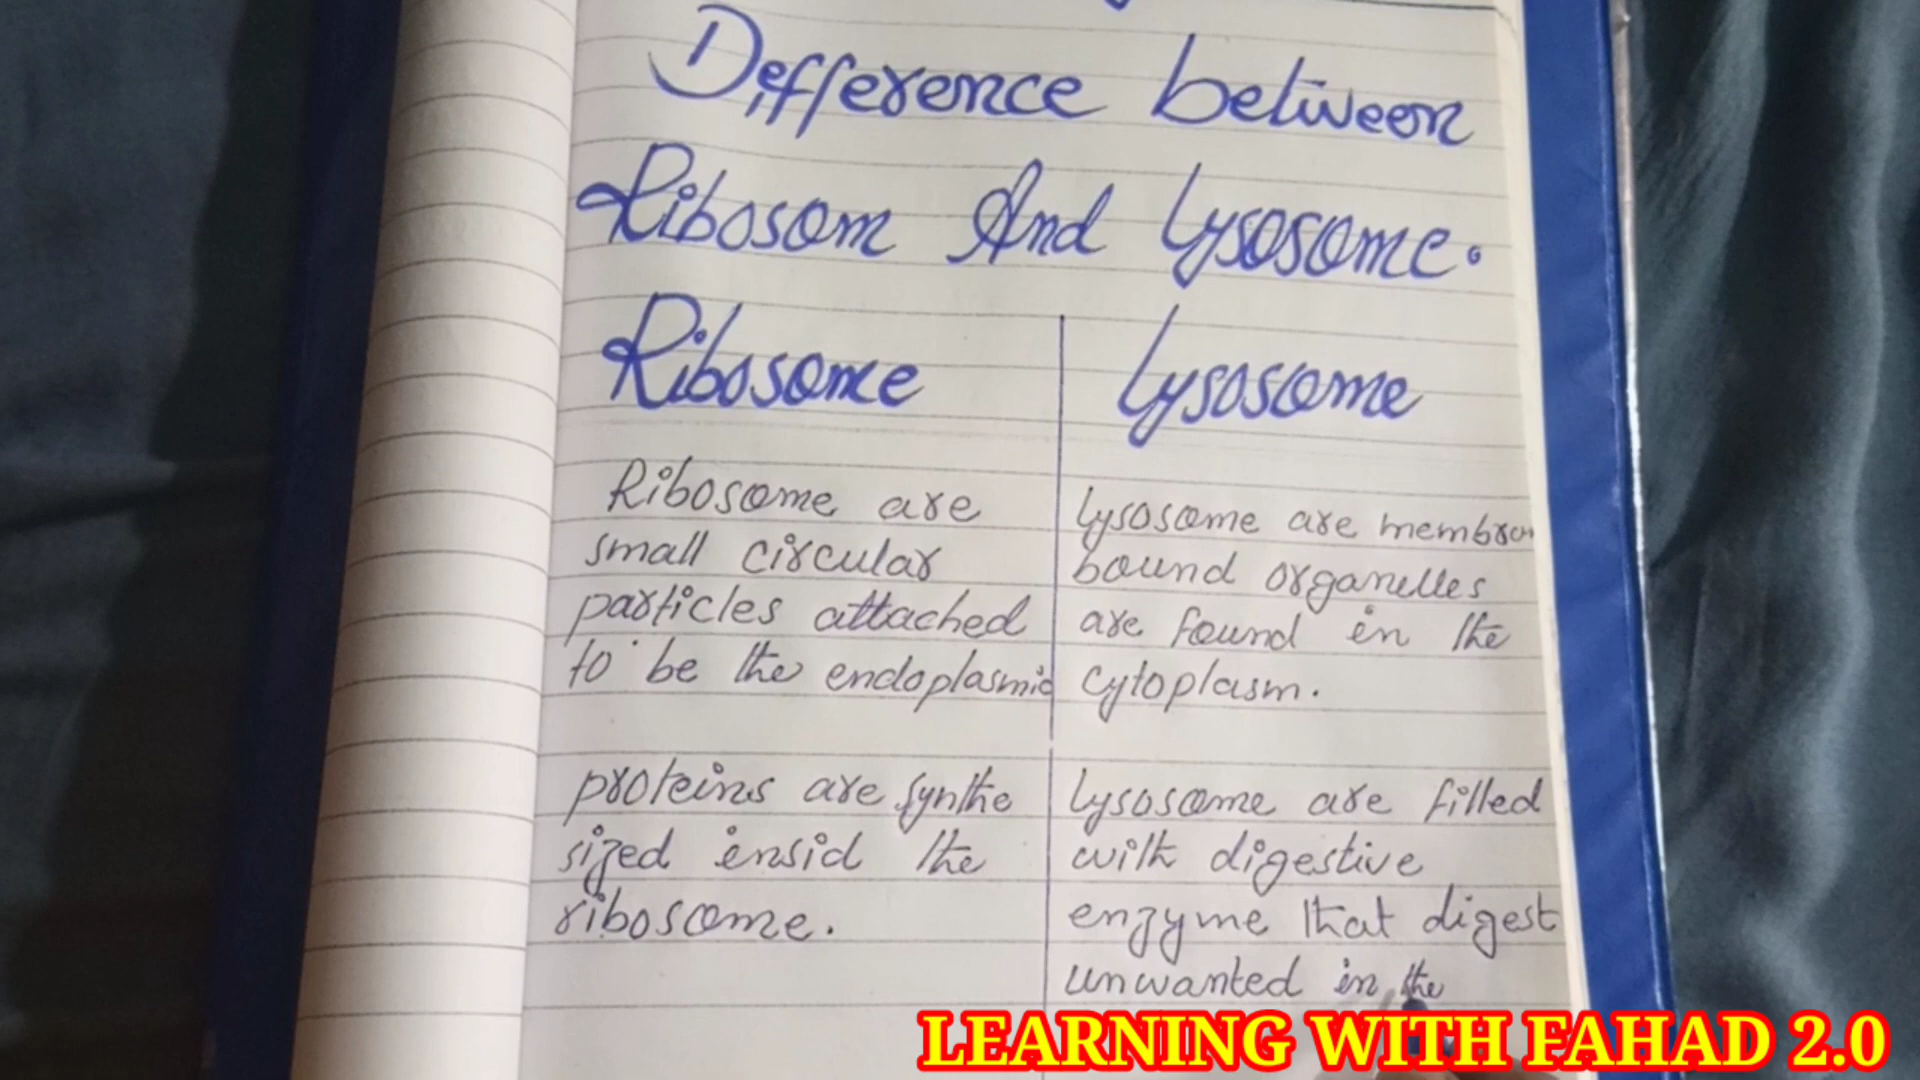 Difference between
Ribosom And Lysosome.
Ribosome
Ribosome are
small circular
particles attached
to be the endoplasmic
proteins are synthe
sized insid the
ribosome.
Lysosome
Lysosome are membran
bound organelles
are found in the
cytoplasm.
Lysosome are filled
with digestive
enzyme that digest
unwanted in the
LEARNING WITH FAHAD 2.0